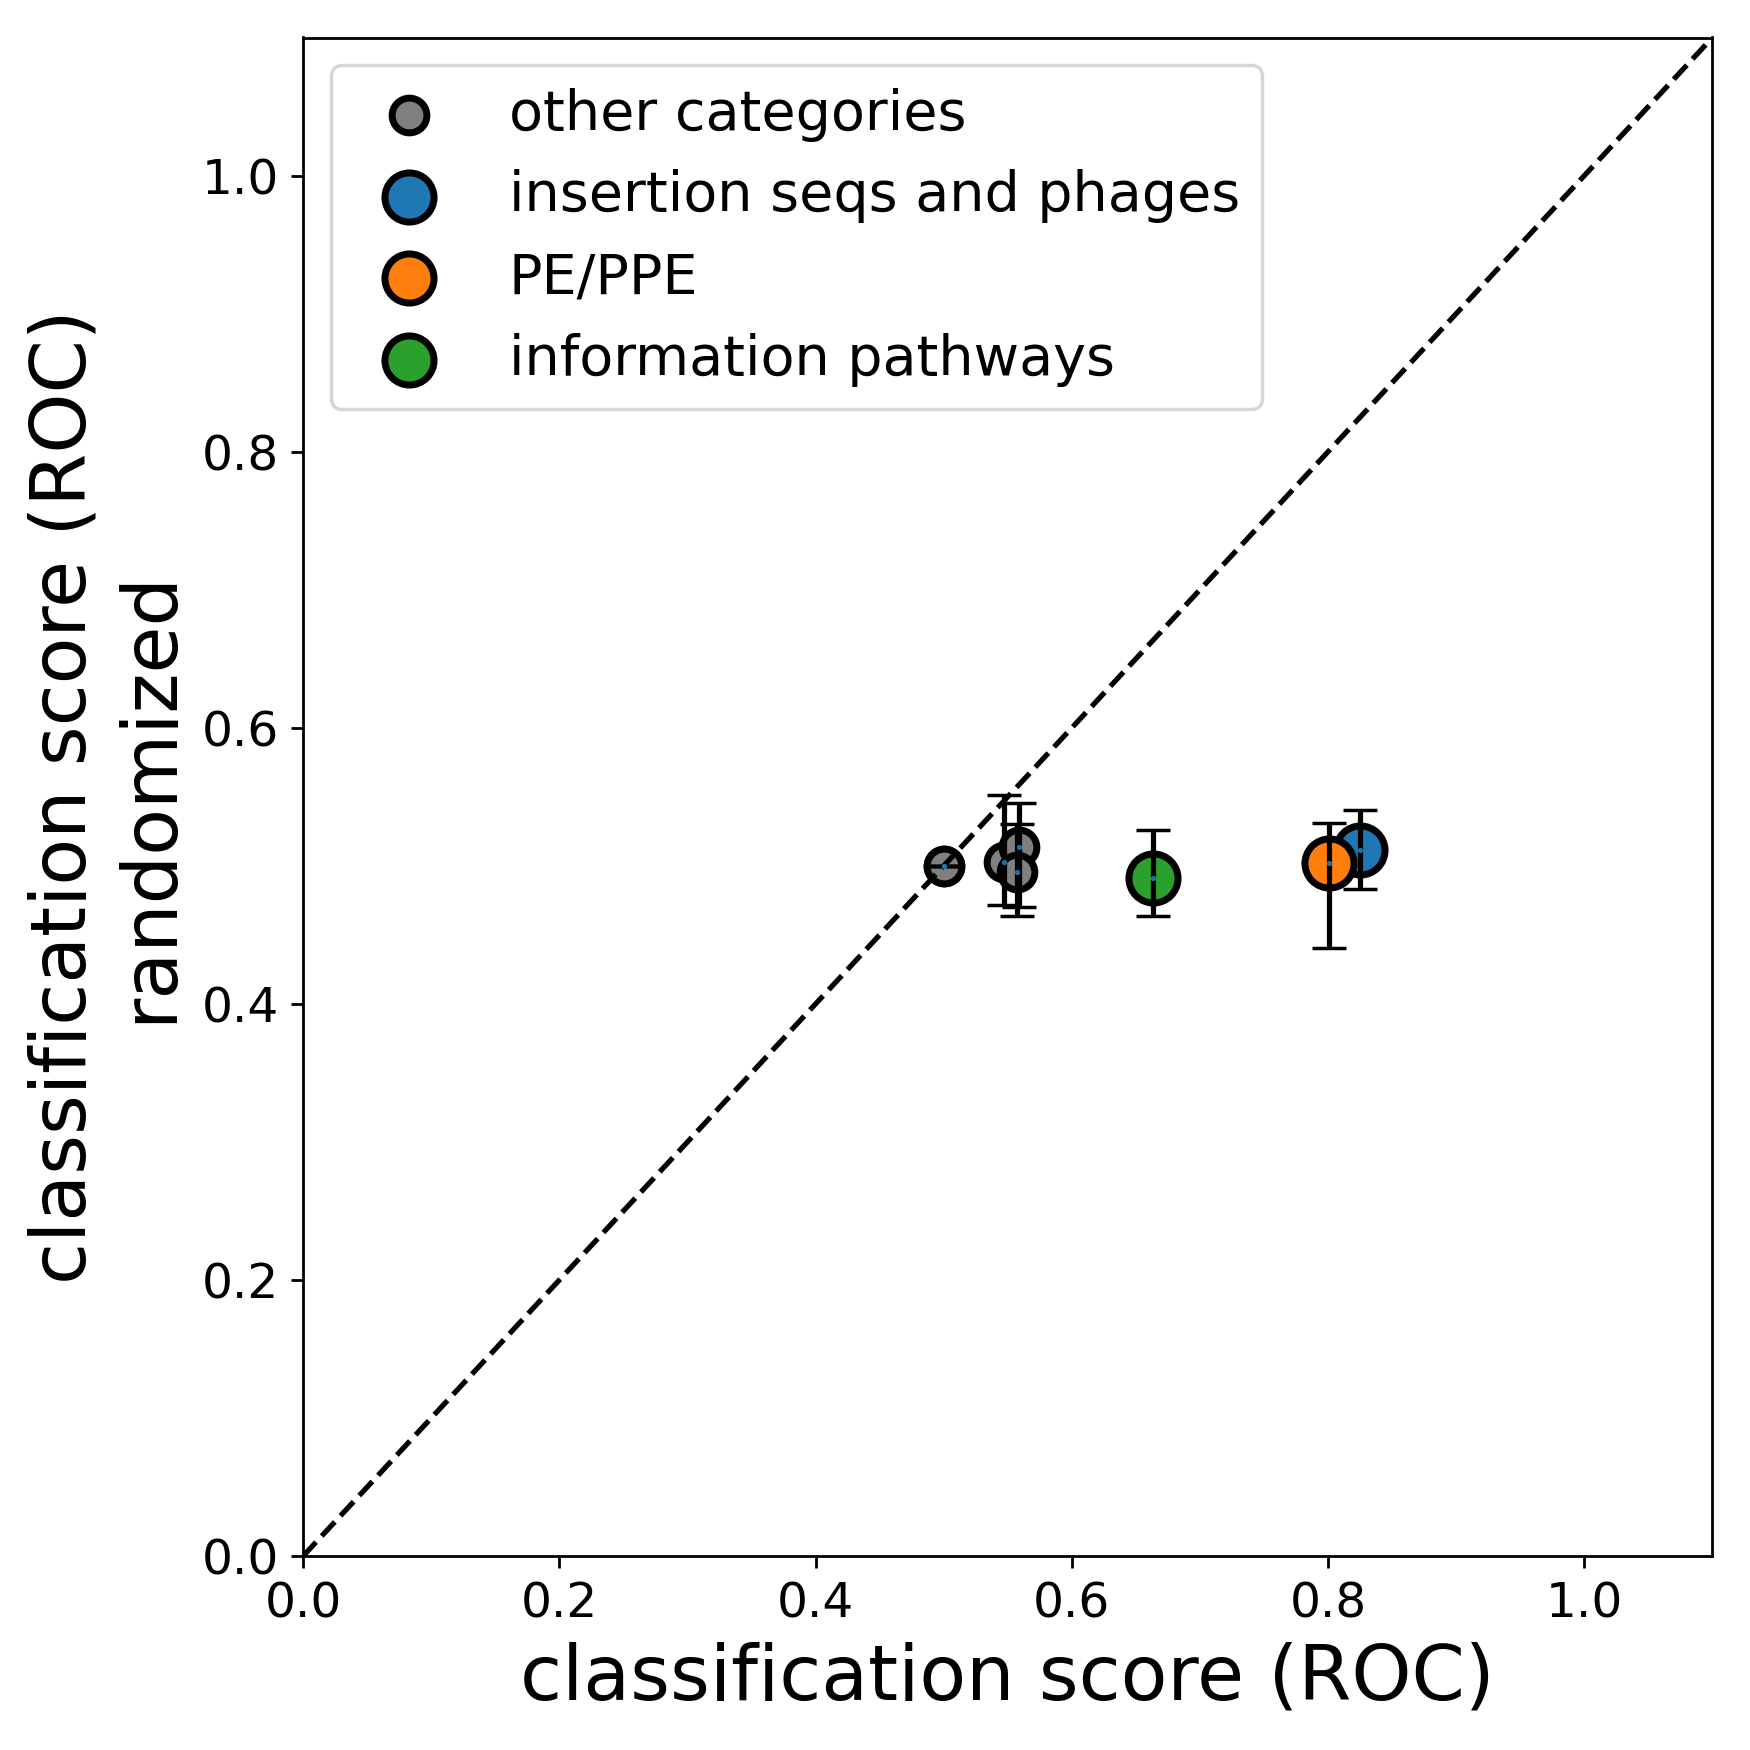 other categories
insertion seqs and phages
PE/PPE
information pathways
classification score (ROC)
randomized
1.0
0.8
0.6
0.4
0.2
0.0
0.0 0.2 0.4 0.6 0.8 1.0
classification score (ROC)